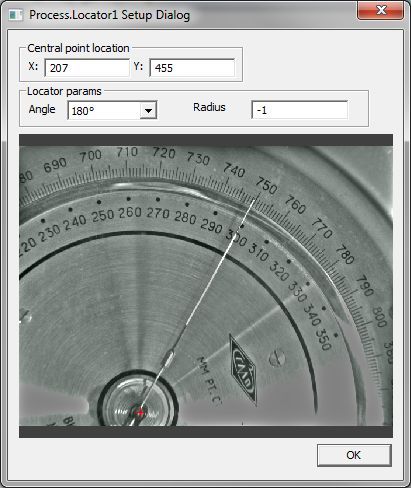 Process.Locator1 Setup Dialog
Central point location
X: 207 Y: 455
Locator params
Angle 180° Radius -1
680 690 700 710 720 730 740 750 760 770 780 790 800
220 230 240 250 260 270 280 290 300 310 320 330 340 350
MM PT. C
OK